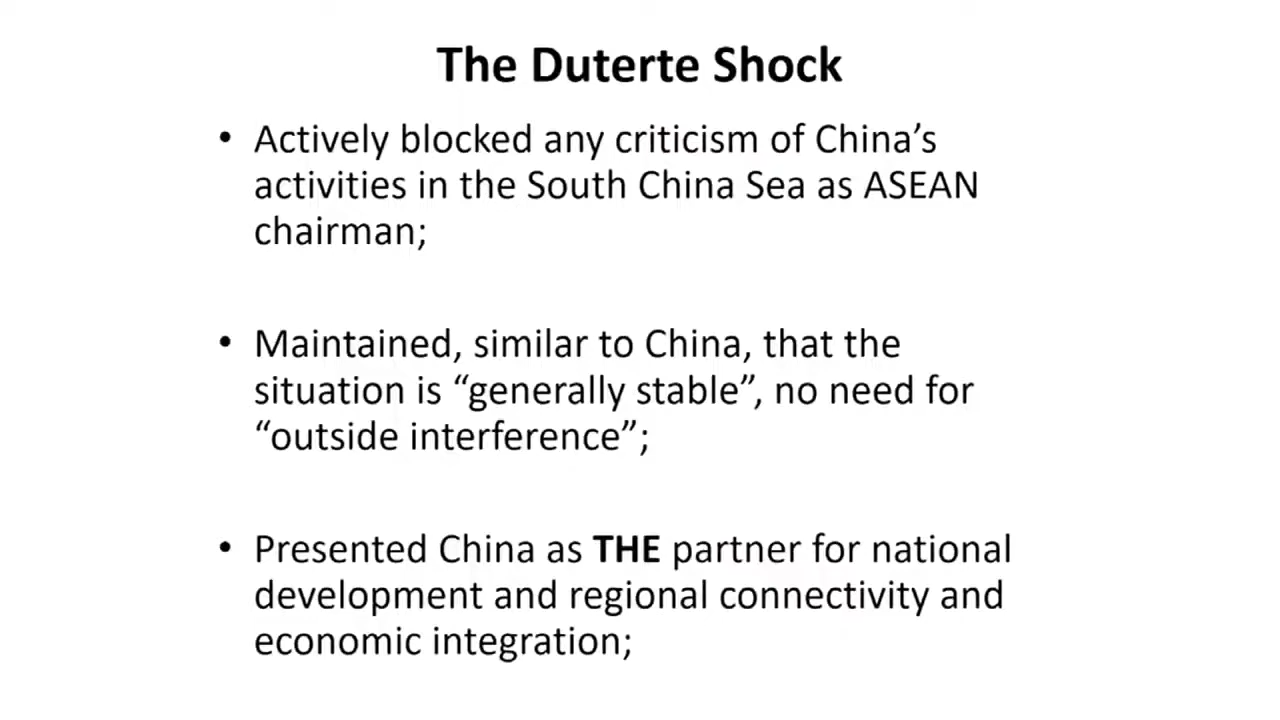 The Duterte Shock
• Actively blocked any criticism of China’s
activities in the South China Sea as ASEAN
chairman;
• Maintained, similar to China, that the
situation is “generally stable”, no need for
“outside interference”;
• Presented China as THE partner for national
development and regional connectivity and
economic integration;